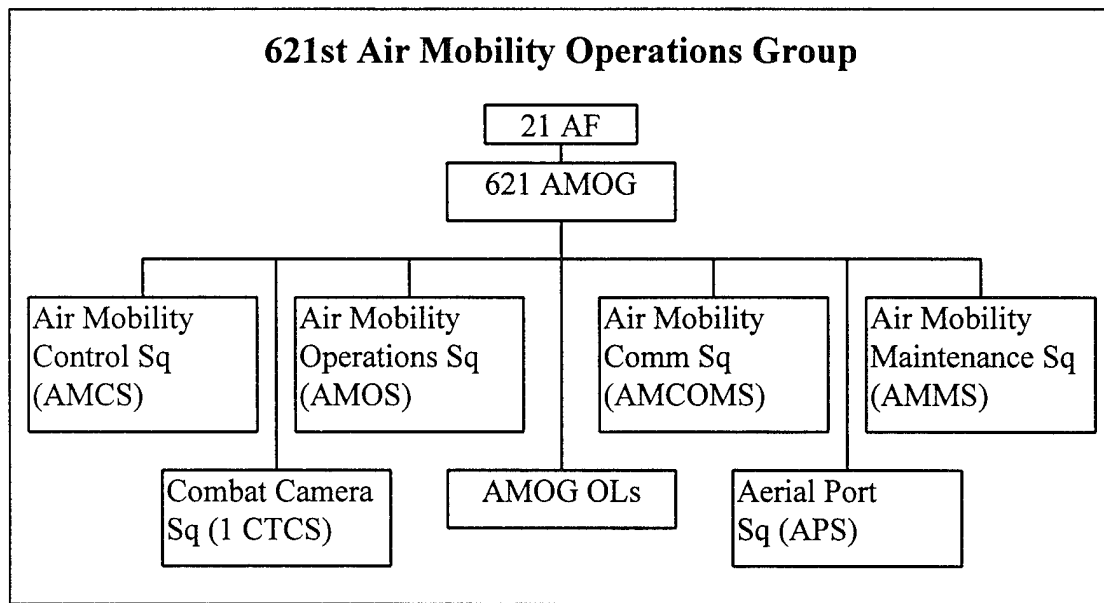 621st Air Mobility Operations Group
21 AF
621 AMOG
Air Mobility
Control Sq
(AMCS)
Air Mobility
Operations Sq
(AMOS)
Air Mobility
Comm Sq
(AMCOMS)
Air Mobility
Maintenance Sq
(AMMS)
Combat Camera
Sq (1 CTCS)
AMOG OLs
Aerial Port
Sq (APS)